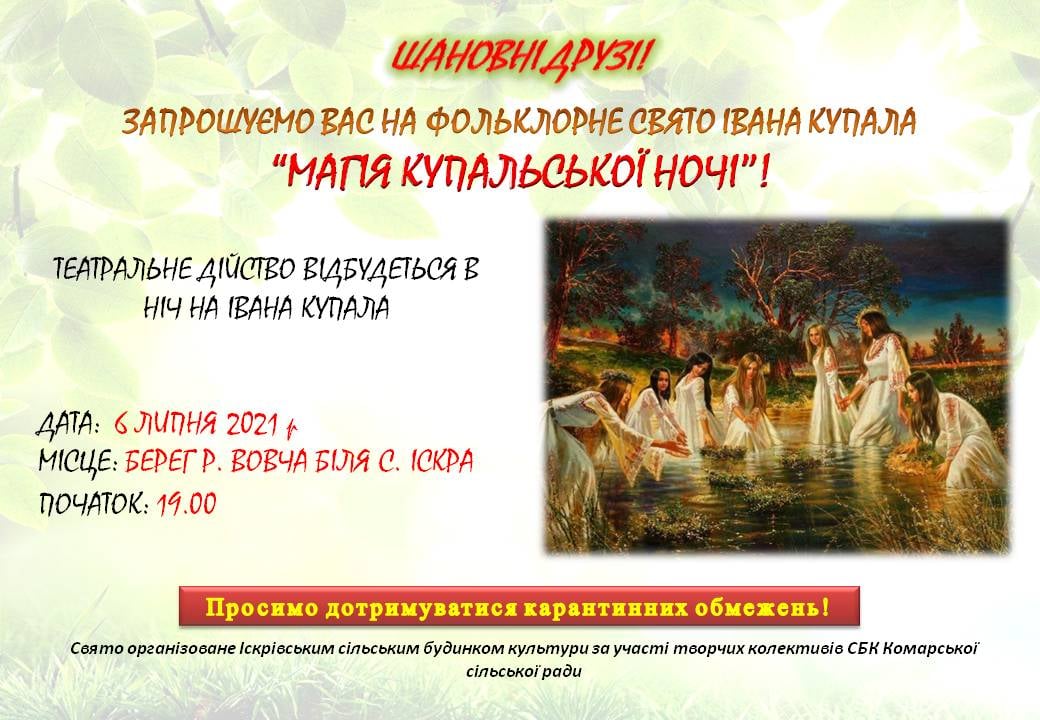 ШАНОВНІ ДРУЗІ!
ЗАПРОШУЄМО ВАС НА ФОЛЬКЛОРНЕ СВЯТО ІВАНА КУПАЛА
“МАГІЯ КУПАЛЬСЬКОЇ НОЧІ”!
ТЕАТРАЛЬНЕ ДІЙСТВО ВІДБУДЕТЬСЯ В
НІЧ НА ІВАНА КУПАЛА
ДАТА: 6 ЛИПНЯ 2021 р
МІСЦЕ: БЕРЕГ Р. ВОВЧА БІЛЯ С. ІСКРА
ПОЧАТОК: 19.00
Просимо дотримуватися карантинних обмежень!
Свято організоване Іскрівським сільським будинком культури за участі творчих колективів СБК Комарської
сільської ради